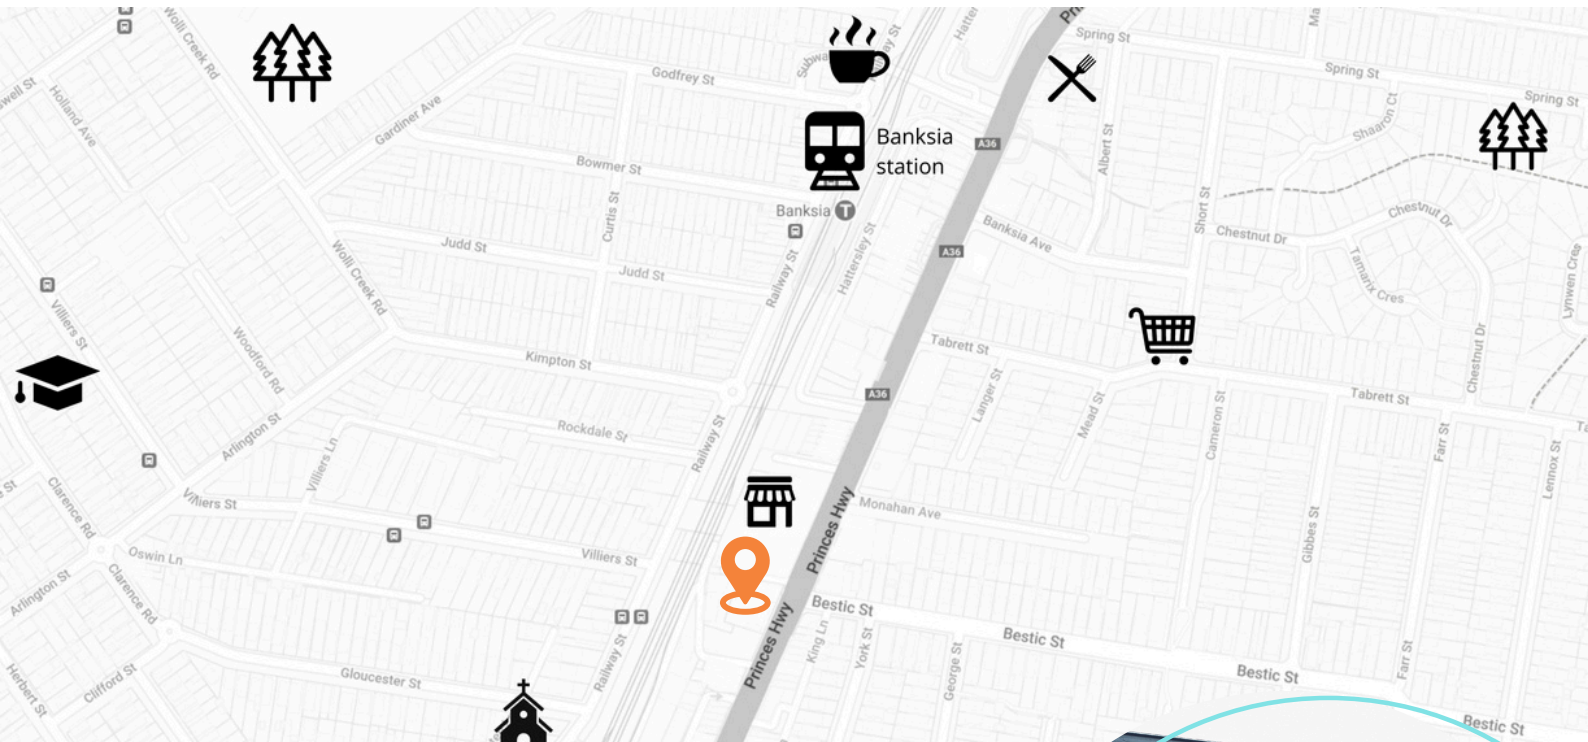 Wolli Creek Rd
Holland Ave
Gardiner Ave
Godfrey St
Spring St
Spring St
Spring St
Shaaron Ct
Albert St
Banksia
station
A36
Bowmer St
Curtis St
Banksia T
Short St
Chestnut Dr
Chestnut Dr
Banksia Ave
A36
Judd St
Judd St
Railway St
Hattersley St
Wolli Creek Rd
Tamarix Cres
Lynwen Cres
Villiers St
Woodford Rd
Kimpton St
Tabrett St
Langer St
Mead St
A36
Cameron St
Tabrett St
Chestnut Dr
Farr St
Lennox St
Arlington St
Villiers Ln
Rockdale St
Railway St
Clarence Rd
Villiers St
Monahan Ave
Princes Hwy
Gibbes St
Oswin Ln
Villiers St
Arlington St
Clarence Rd
Bestic St
Bestic St
Princes Hwy
King Ln
York St
George St
Railway St
Farr St
Bestic St
Herbert St
Clifford St
Gloucester St
Bestic St